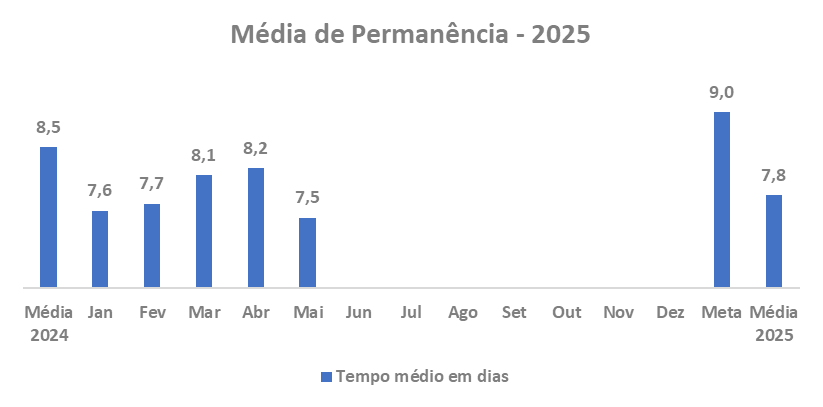 Média de Permanência - 2025
8,5
7,6
7,7
8,1
8,2
7,5
9,0
7,8
Média 2024
Jan
Fev
Mar
Abr
Mai
Jun
Jul
Ago
Set
Out
Nov
Dez
Meta
Média 2025
Tempo médio em dias